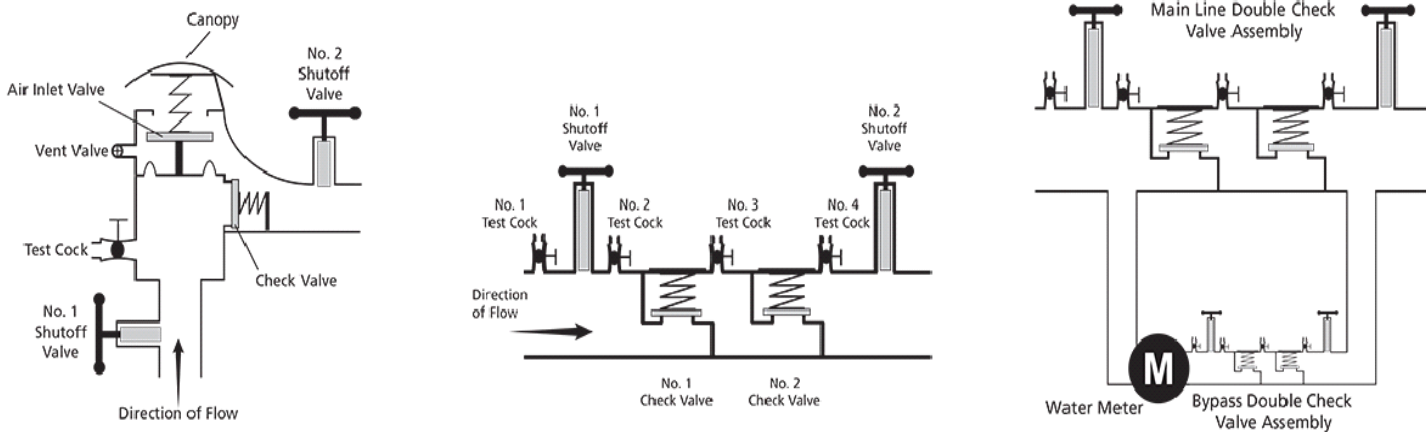 Canopy
No. 2
Shutoff
Valve
Air Inlet Valve
Vent Valve
Test Cock
Check Valve
No. 1
Shutoff
Valve
Direction of Flow
No. 1
Shutoff
Valve
No. 2
Shutoff
Valve
No. 1
Test Cock
No. 2
Test Cock
No. 3
Test Cock
No. 4
Test Cock
Direction
of Flow
No. 1
Check Valve
No. 2
Check Valve
Main Line Double Check
Valve Assembly
M
Water Meter
Bypass Double Check
Valve Assembly